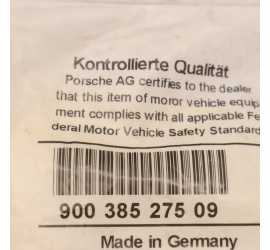 Kontrollierte Qualität
Porsche AG certifies to the dealer
that this item of moror vehicle equip
ment complies with all applicable Fe
deral Motor Vehicle Safety Standard
900 385 275 09
Made in Germany